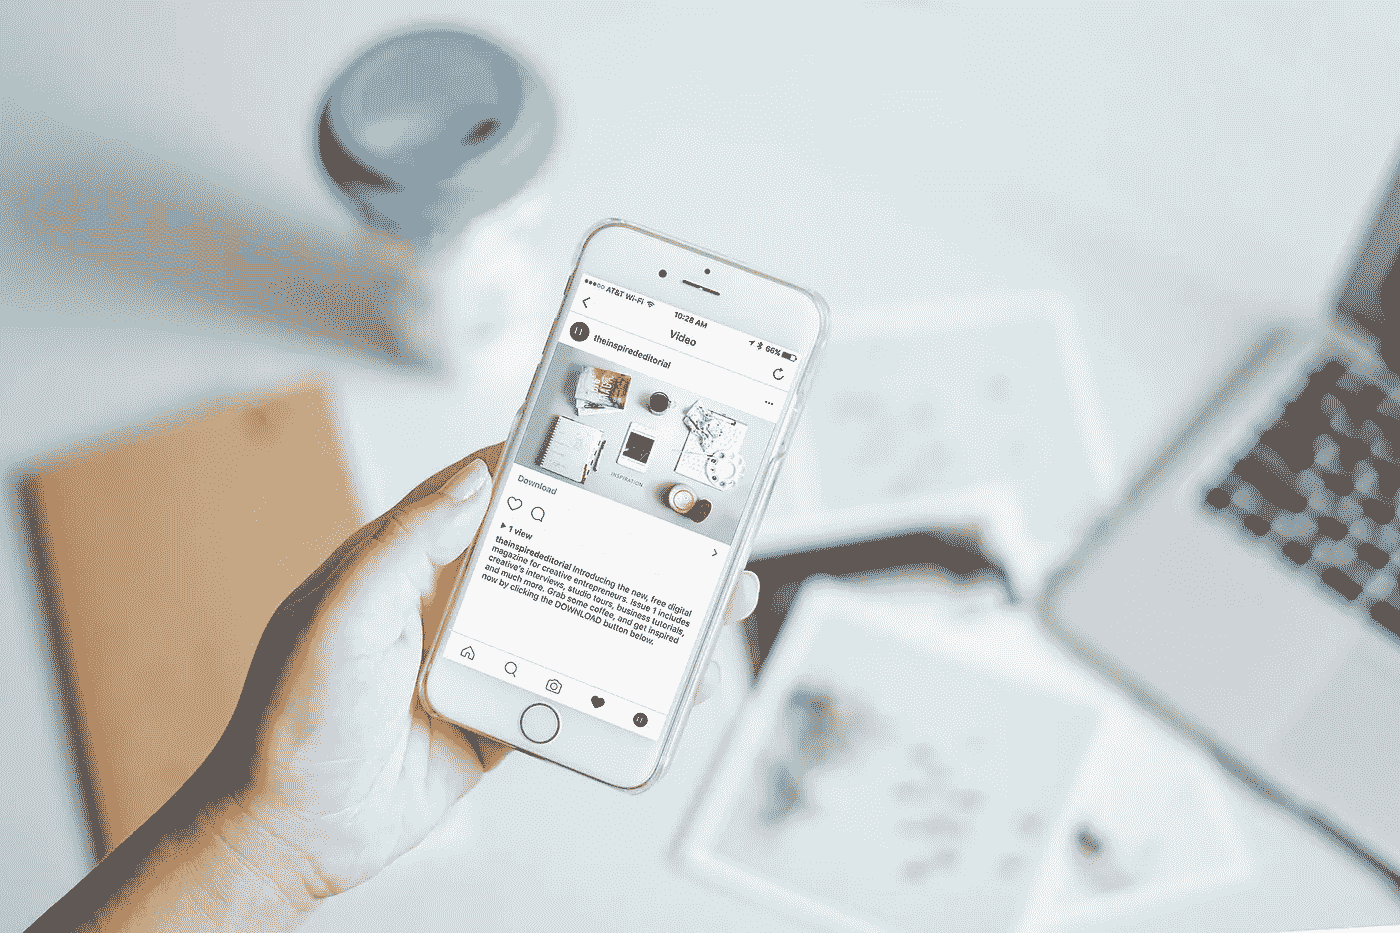 AT&T Wi-Fi
10:28 AM
66%
Video
theinspirededitorial
INSPIRATION
Download
1 view
theinspirededitorial Introducing the new, free digital
magazine for creative entrepreneurs. Issue 1 includes
creative's interviews, studio tours, business tutorials,
and much more. Grab some coffee, and get inspired
now by clicking the DOWNLOAD button below.